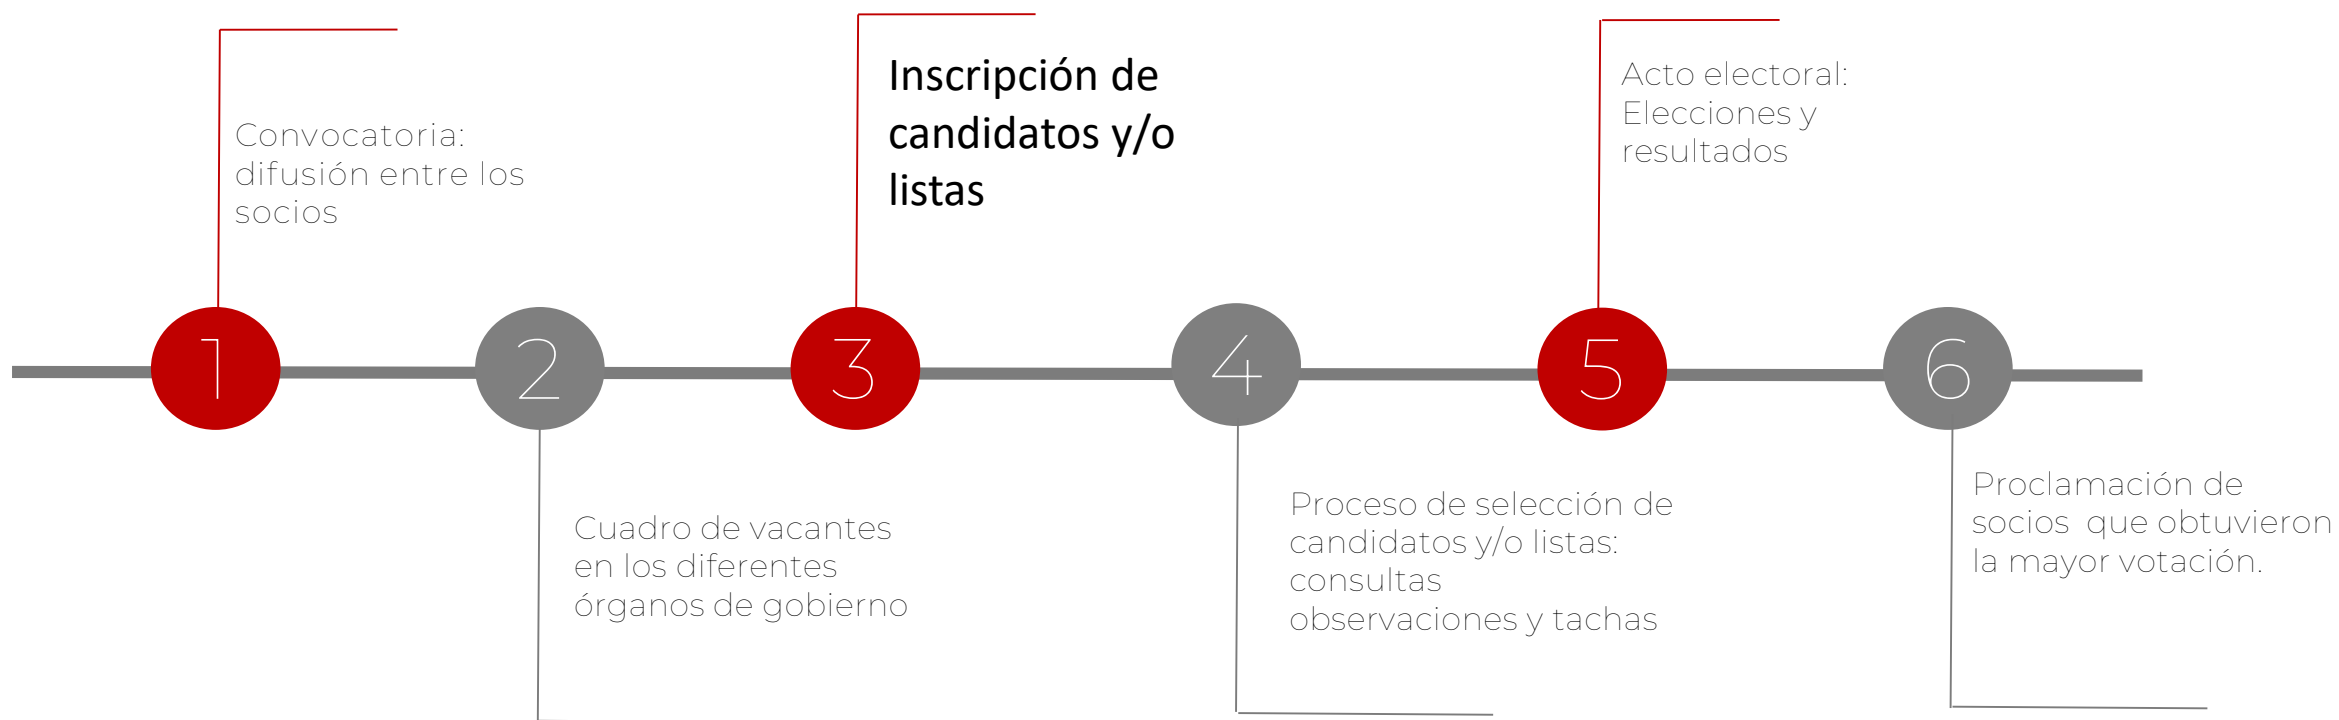 1
Convocatoria:
difusión entre los
socios
2
Cuadro de vacantes
en los diferentes
órganos de gobierno
3
Inscripción de
candidatos y/o
listas
4
Proceso de selección de
candidatos y/o listas:
consultas
observaciones y tachas
5
Acto electoral:
Elecciones y
resultados
6
Proclamación de
socios  que obtuvieron
la mayor votación.